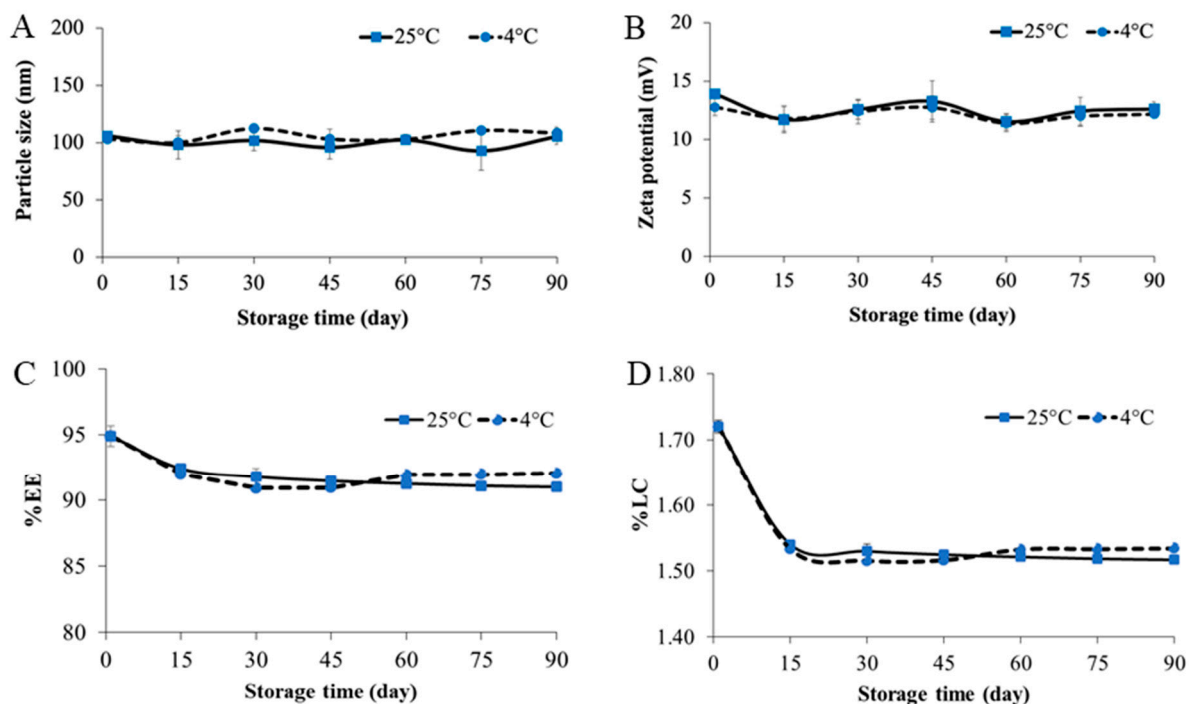 A
Particle size (nm)
200
150
100
50
0
25°C 4°C
0 15 30 45 60 75 90
Storage time (day)
B
Zeta potential (mV)
20
15
10
5
0
25°C 4°C
0 15 30 45 60 75 90
Storage time (day)
C
%EE
100
95
90
85
80
25°C 4°C
0 15 30 45 60 75 90
Storage time (day)
D
%LC
1.80
1.70
1.60
1.50
1.40
25°C 4°C
0 15 30 45 60 75 90
Storage time (day)